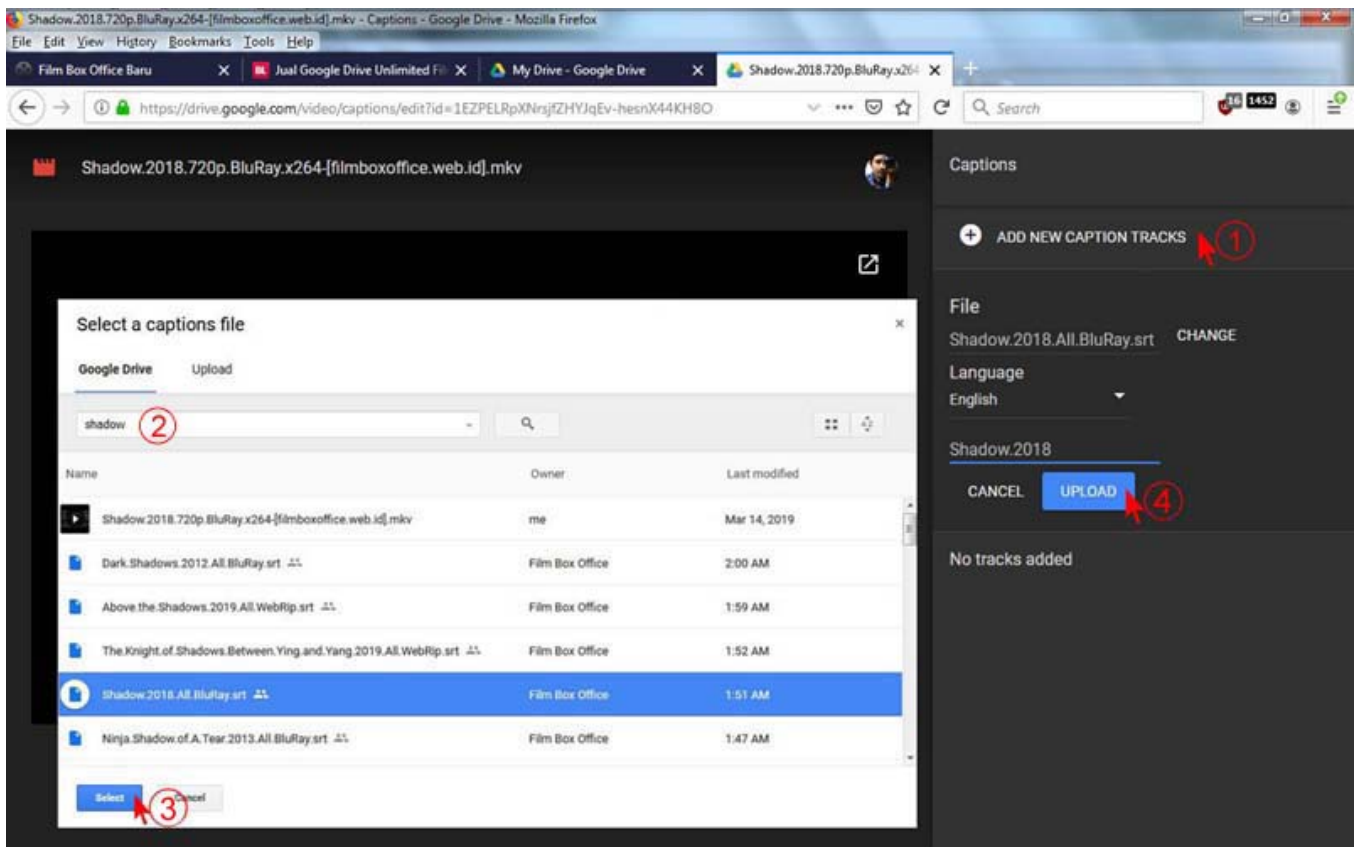 Shadow.2018.720p.BluRay.x264-[filmboxoffice.web.id].mkv - Captions - Google Drive - Mozilla Firefox
File Edit View History Bookmarks Tools Help
Film Box Office Baru
BL Jual Google Drive Unlimited Fi
My Drive - Google Drive
Shadow.2018.720p.BluRay.x264
https://drive.google.com/video/captions/edit?id=1EZPELRpXNrsjfZHYJqEv-hesnX44KH8O
Search
16 1452
Shadow.2018.720p.BluRay.x264-[filmboxoffice.web.id].mkv
Captions
ADD NEW CAPTION TRACKS 1
File
Shadow.2018.All.BluRay.srt CHANGE
Language
English
Shadow.2018
CANCEL UPLOAD 4
No tracks added
Select a captions file
Google Drive Upload
shadow 2
Name Owner Last modified
Shadow.2018.720p.BluRay.x264-[filmboxoffice.web.id].mkv me Mar 14, 2019
Dark.Shadows.2012.All.BluRay.srt Film Box Office 2:00 AM
Above.the.Shadows.2019.All.WebRip.srt Film Box Office 1:59 AM
The.Knight.of.Shadows.Between.Ying.and.Yang.2019.All.WebRip.srt Film Box Office 1:52 AM
Shadow.2018.All.BluRay.srt Film Box Office 1:51 AM
Ninja.Shadow.of.A.Tear.2013.All.BluRay.srt Film Box Office 1:47 AM
Select 3 Cancel